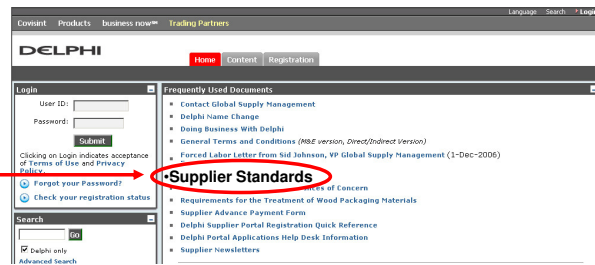 Language Search Login
Covisint Products business now℠ Trading Partners
DELPHI
Home Content Registration
Login
User ID:
Password:
Submit
Clicking on Login indicates acceptance
of Terms of Use and Privacy
Policy.
Forgot your Password?
Check your registration status
Search
Go
Delphi only
Advanced Search
Frequently Used Documents
Contact Global Supply Management
Delphi Name Change
Doing Business With Delphi
General Terms and Conditions (M&E version, Direct/Indirect Version)
Forced Labor Letter from Sid Johnson, VP Global Supply Management (1-Dec-2006)
•Supplier Standards
of Concern
Requirements for the Treatment of Wood Packaging Materials
Supplier Advance Payment Form
Delphi Supplier Portal Registration Quick Reference
Delphi Portal Applications Help Desk Information
Supplier Newsletters